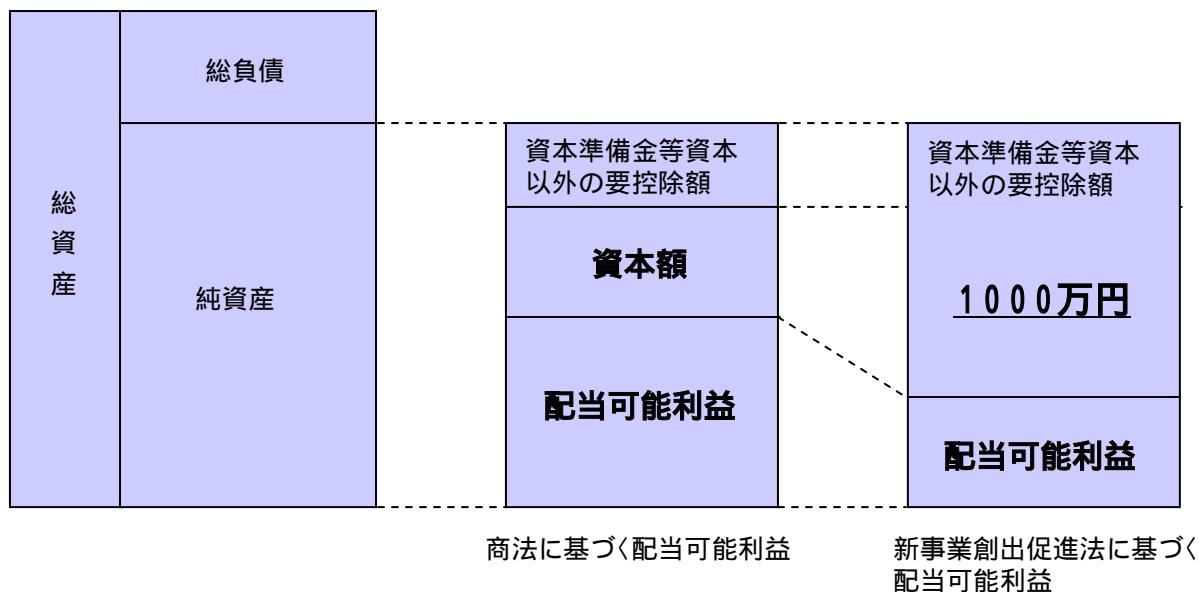 総負債
総資産
純資産
資本準備金等資本
以外の要控除額
資本額
配当可能利益
資本準備金等資本
以外の要控除額
1000万円
配当可能利益
商法に基づく配当可能利益
新事業創出促進法に基づく
配当可能利益